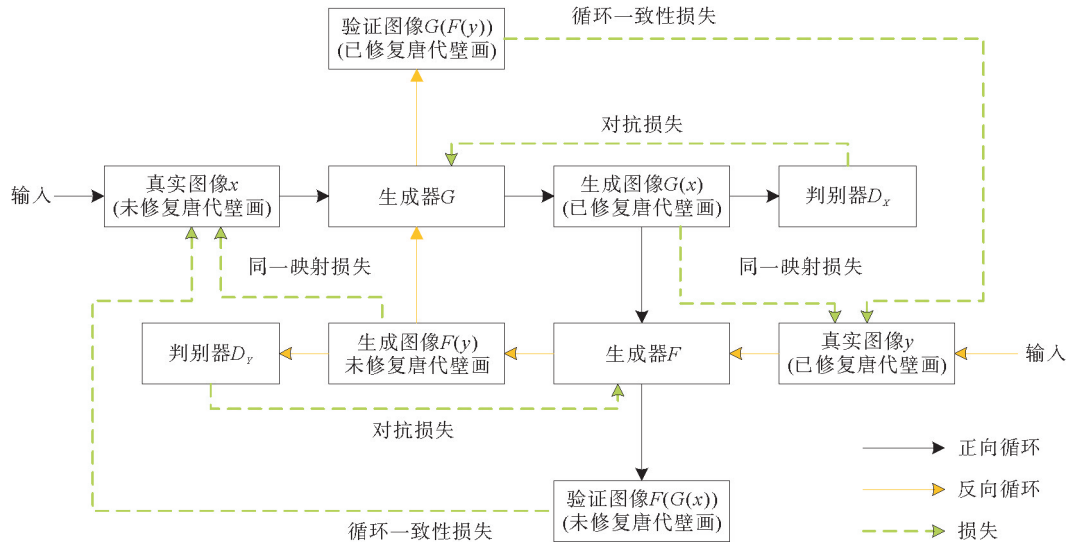 循环一致性损失
验证图像G(F(y))
(已修复唐代壁画)
对抗损失
输入
真实图像x
(未修复唐代壁画)
生成器G
生成图像G(x)
(已修复唐代壁画)
判别器D_X
同一映射损失
同一映射损失
判别器D_Y
生成图像F(y)
未修复唐代壁画
生成器F
真实图像y
(已修复唐代壁画)
输入
对抗损失
正向循环
验证图像F(G(x))
(未修复唐代壁画)
反向循环
循环一致性损失
损失